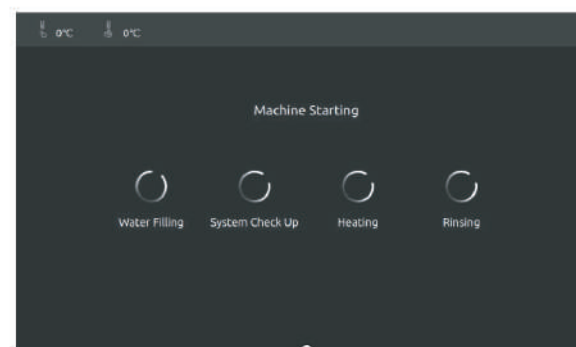 0°C 0°C
Machine Starting
Water Filling System Check Up Heating Rinsing